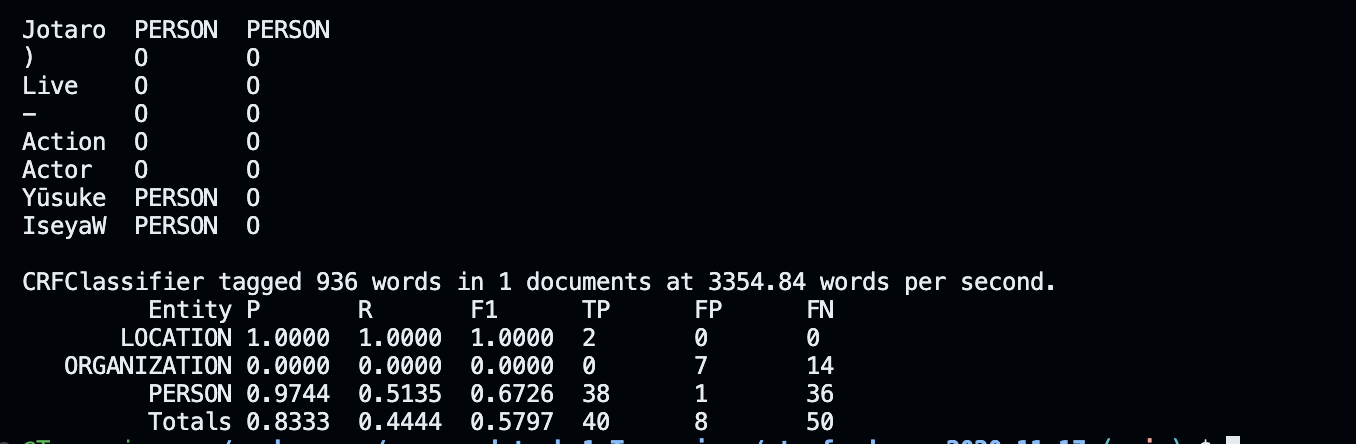 Jotaro PERSON PERSON
) O O
Live O O
- O O
Action O O
Actor O O
Yūsuke PERSON O
IseyaW PERSON O
CRFClassifier tagged 936 words in 1 documents at 3354.84 words per second.
Entity P R F1 TP FP FN
LOCATION 1.0000 1.0000 1.0000 2 0 0
ORGANIZATION 0.0000 0.0000 0.0000 0 7 14
PERSON 0.9744 0.5135 0.6726 38 1 36
Totals 0.8333 0.4444 0.5797 40 8 50